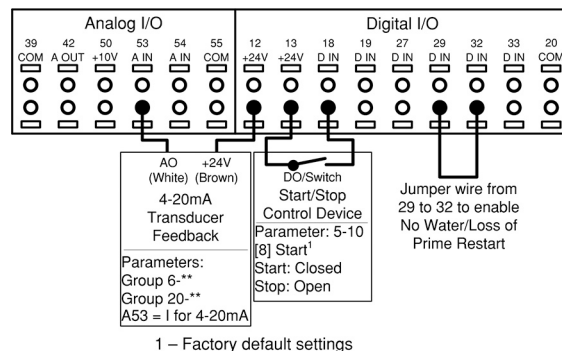 Analog I/O Digital I/O
39 42 50 53 54 55 12 13 18 19 27 29 32 33 20
COM A OUT +10V A IN A IN COM +24V +24V D IN D IN D IN D IN D IN D IN COM
AO +24V
(White) (Brown)
4-20mA
Transducer
Feedback
Parameters:
Group 6-**
Group 20-**
A53 = I for 4-20mA
DO/Switch
Start/Stop
Control Device
Parameter: 5-10
[8] Start¹
Start: Closed
Stop: Open
Jumper wire from
29 to 32 to enable
No Water/Loss of
Prime Restart
1 – Factory default settings